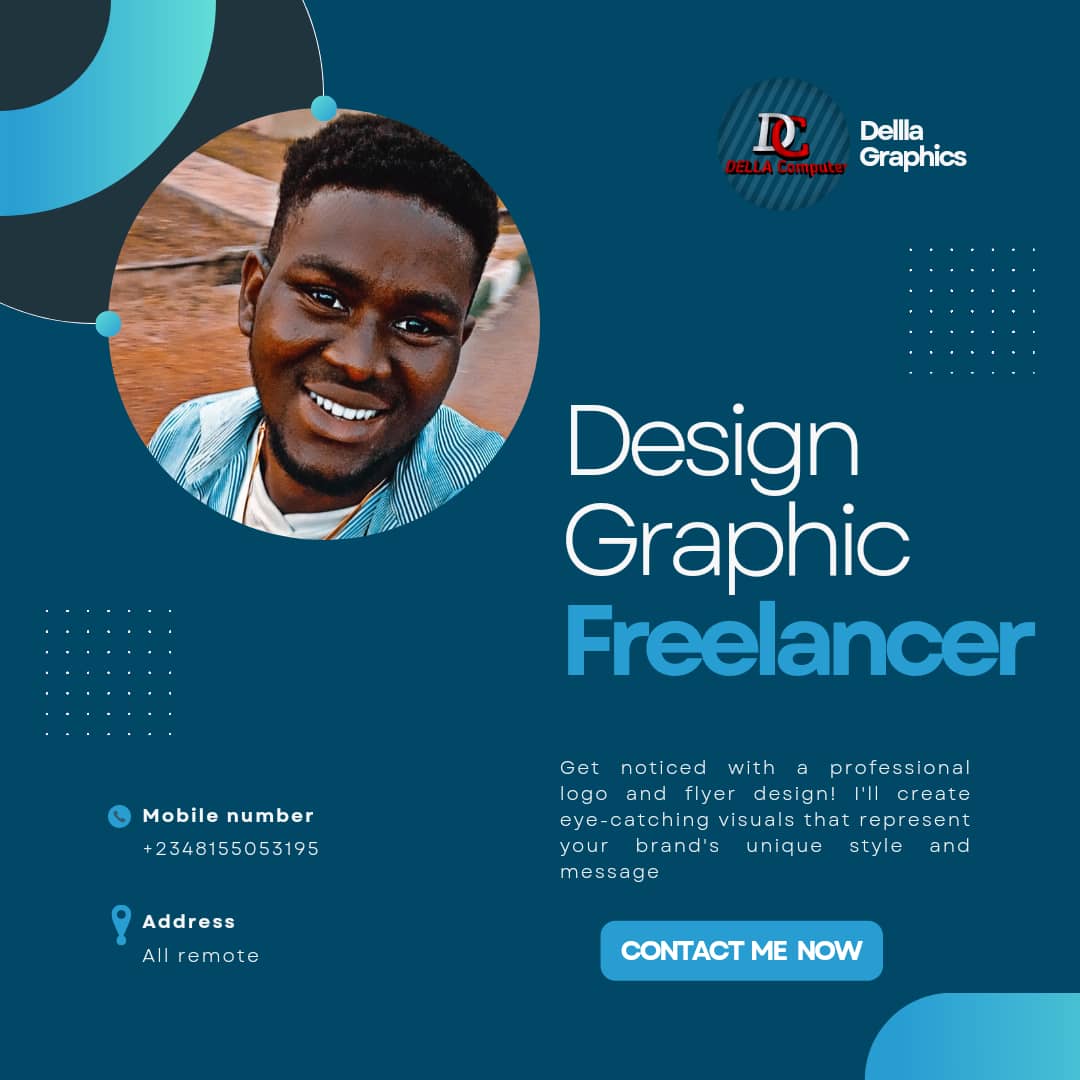 DC
DELLA Computer
Dellla
Graphics
Design
Graphic
Freelancer
Get noticed with a professional
logo and flyer design! I'll create
eye-catching visuals that represent
your brand's unique style and
message
Mobile number
+2348155053195
Address
All remote
CONTACT ME NOW